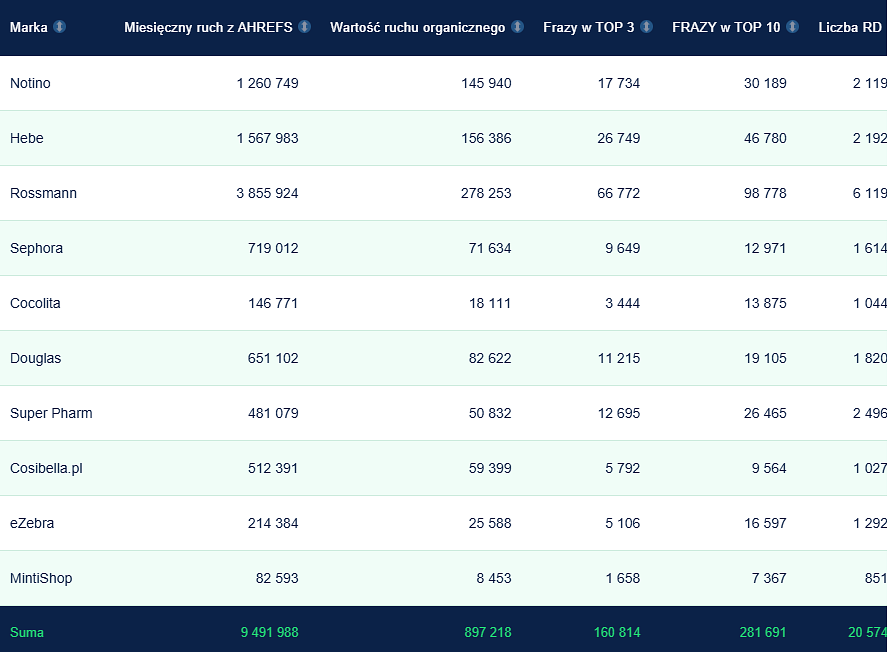 Marka Miesięczny ruch z AHREFS Wartość ruchu organicznego Frazy w TOP 3 FRAZY w TOP 10 Liczba RD
Notino 1 260 749 145 940 17 734 30 189 2 119
Hebe 1 567 983 156 386 26 749 46 780 2 192
Rossmann 3 855 924 278 253 66 772 98 778 6 119
Sephora 719 012 71 634 9 649 12 971 1 614
Cocolita 146 771 18 111 3 444 13 875 1 044
Douglas 651 102 82 622 11 215 19 105 1 820
Super Pharm 481 079 50 832 12 695 26 465 2 496
Cosibella.pl 512 391 59 399 5 792 9 564 1 027
eZebra 214 384 25 588 5 106 16 597 1 292
MintiShop 82 593 8 453 1 658 7 367 851
Suma 9 491 988 897 218 160 814 281 691 20 574